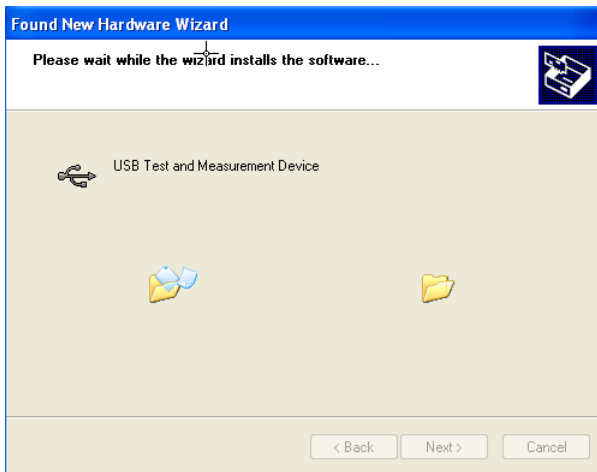 Found New Hardware Wizard
Please wait while the wizard installs the software...
USB Test and Measurement Device
< Back
Next >
Cancel